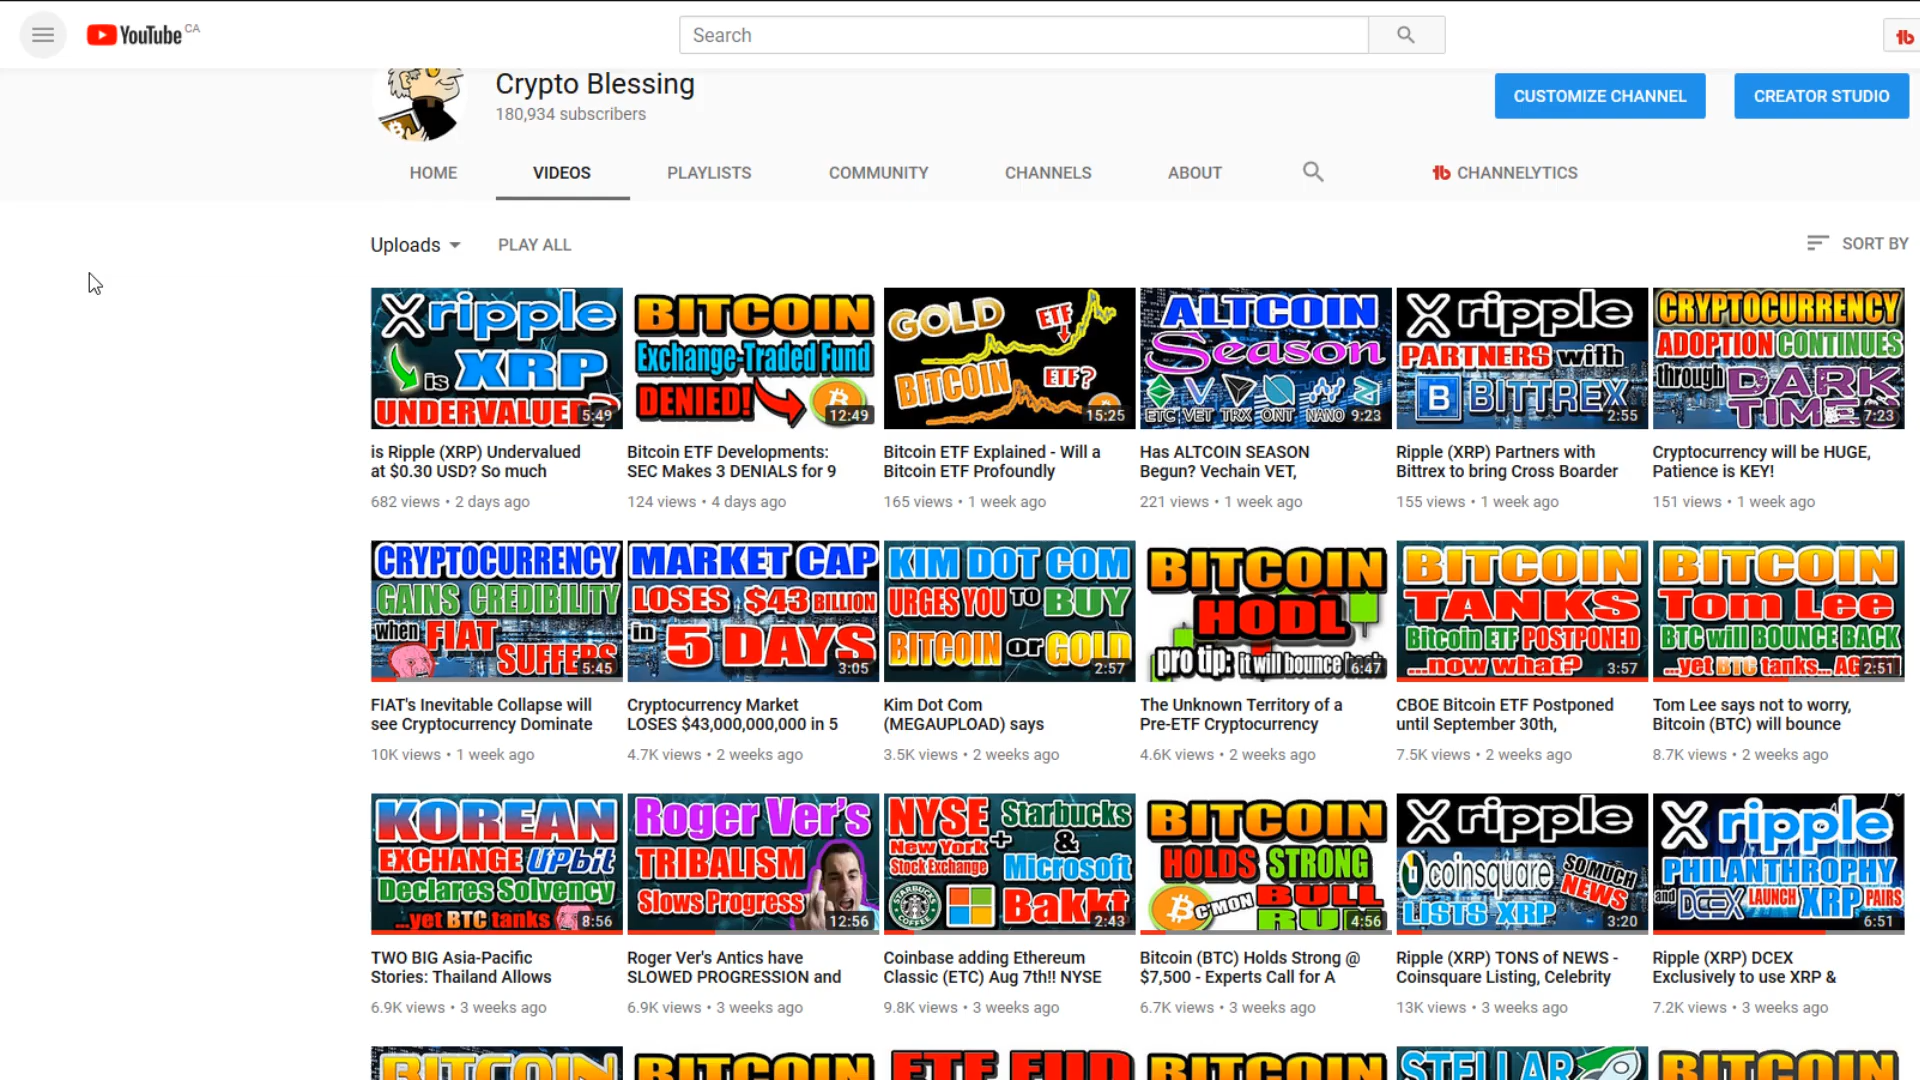 YouTube CA
Search
Crypto Blessing
180,934 subscribers
CUSTOMIZE CHANNEL
CREATOR STUDIO
HOME
VIDEOS
PLAYLISTS
COMMUNITY
CHANNELS
ABOUT
CHANNELYTICS
Uploads
PLAY ALL
SORT BY
ripple
is XRP
UNDERVALUED
5:49
BITCOIN
Exchange-Traded Fund
DENIED!
12:49
GOLD
ETF
BITCOIN
ETF?
15:25
ALTCOIN
Season
ETC VET TRX ONT NANO
9:23
ripple
PARTNERS with
BITTREX
2:55
CRYPTOCURRENCY
ADOPTION CONTINUES
through DARK
TIMES
7:23
is Ripple (XRP) Undervalued
at $0.30 USD? So much
682 views • 2 days ago
Bitcoin ETF Developments:
SEC Makes 3 DENIALS for 9
124 views • 4 days ago
Bitcoin ETF Explained - Will a
Bitcoin ETF Profoundly
165 views • 1 week ago
Has ALTCOIN SEASON
Begun? Vechain VET,
221 views • 1 week ago
Ripple (XRP) Partners with
Bittrex to bring Cross Boarder
155 views • 1 week ago
Cryptocurrency will be HUGE,
Patience is KEY!
151 views • 1 week ago
CRYPTOCURRENCY
GAINS CREDIBILITY
when FIAT
SUFFERS
5:45
MARKET CAP
LOSES $43 BILLION
in 5 DAYS
3:05
KIM DOT COM
URGES YOU TO BUY
BITCOIN or GOLD
2:57
BITCOIN
HODL
pro tip: it will bounce
6:47
BITCOIN
TANKS
Bitcoin ETF POSTPONED
...now what?
3:57
BITCOIN
Tom Lee
BTC will BOUNCE BACK
...yet BTC tanks... AG
2:51
FIAT's Inevitable Collapse will
see Cryptocurrency Dominate
10K views • 1 week ago
Cryptocurrency Market
LOSES $43,000,000,000 in 5
4.7K views • 2 weeks ago
Kim Dot Com
(MEGAUPLOAD) says
3.5K views • 2 weeks ago
The Unknown Territory of a
Pre-ETF Cryptocurrency
4.6K views • 2 weeks ago
CBOE Bitcoin ETF Postponed
until September 30th,
7.5K views • 2 weeks ago
Tom Lee says not to worry,
Bitcoin (BTC) will bounce
8.7K views • 2 weeks ago
KOREAN
EXCHANGE UPbit
Declares Solvency
...yet BTC tanks
8:56
Roger Ver's
TRIBALISM
Slows Progress
12:56
NYSE + Starbucks
New York
Stock Exchange
&
Microsoft
STARBUCKS
COFFEE
Bakkt
2:43
BITCOIN
HOLDS STRONG
C'MON BULL
RU
4:56
ripple
coinsquare
SO MUCH
NEWS
LISTS XRP
3:20
ripple
PHILANTHROPY
and DCEX LAUNCH XRP PAIRS
6:51
TWO BIG Asia-Pacific
Stories: Thailand Allows
6.9K views • 3 weeks ago
Roger Ver's Antics have
SLOWED PROGRESSION and
6.9K views • 3 weeks ago
Coinbase adding Ethereum
Classic (ETC) Aug 7th!! NYSE
9.8K views • 3 weeks ago
Bitcoin (BTC) Holds Strong @
$7,500 - Experts Call for A
6.7K views • 3 weeks ago
Ripple (XRP) TONS of NEWS -
Coinsquare Listing, Celebrity
13K views • 3 weeks ago
Ripple (XRP) DCEX
Exclusively to use XRP &
7.2K views • 3 weeks ago
BITCOIN
BITCOIN
ETF FUD
BITCOIN
STELLAR
BITCOIN